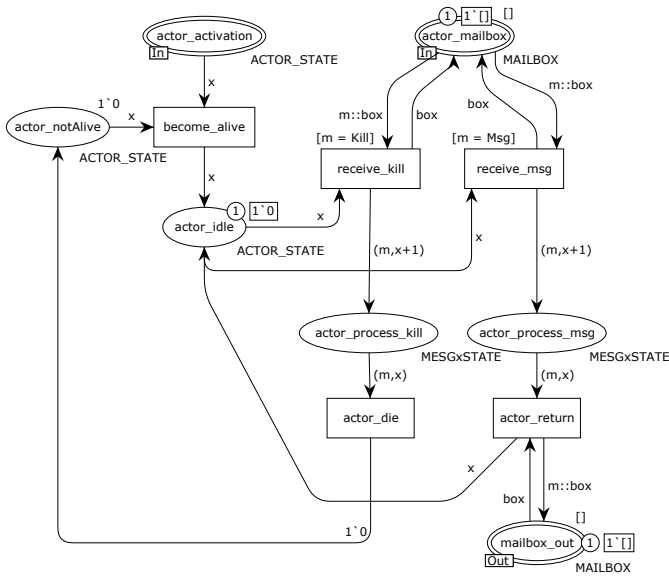 1 1`[] []
actor_activation
actor_mailbox
In
In
ACTOR_STATE
MAILBOX
x
m::box
box
box
m::box
1`0
actor_notAlive
x
become_alive
[m = Kill]
[m = Msg]
ACTOR_STATE
receive_kill
receive_msg
x
1 1`0
actor_idle
x
x
ACTOR_STATE
(m,x+1)
(m,x+1)
actor_process_kill
actor_process_msg
MESGxSTATE
MESGxSTATE
(m,x)
(m,x)
actor_die
actor_return
x
m::box
box
[]
1`0
mailbox_out
1 1`[]
Out
MAILBOX